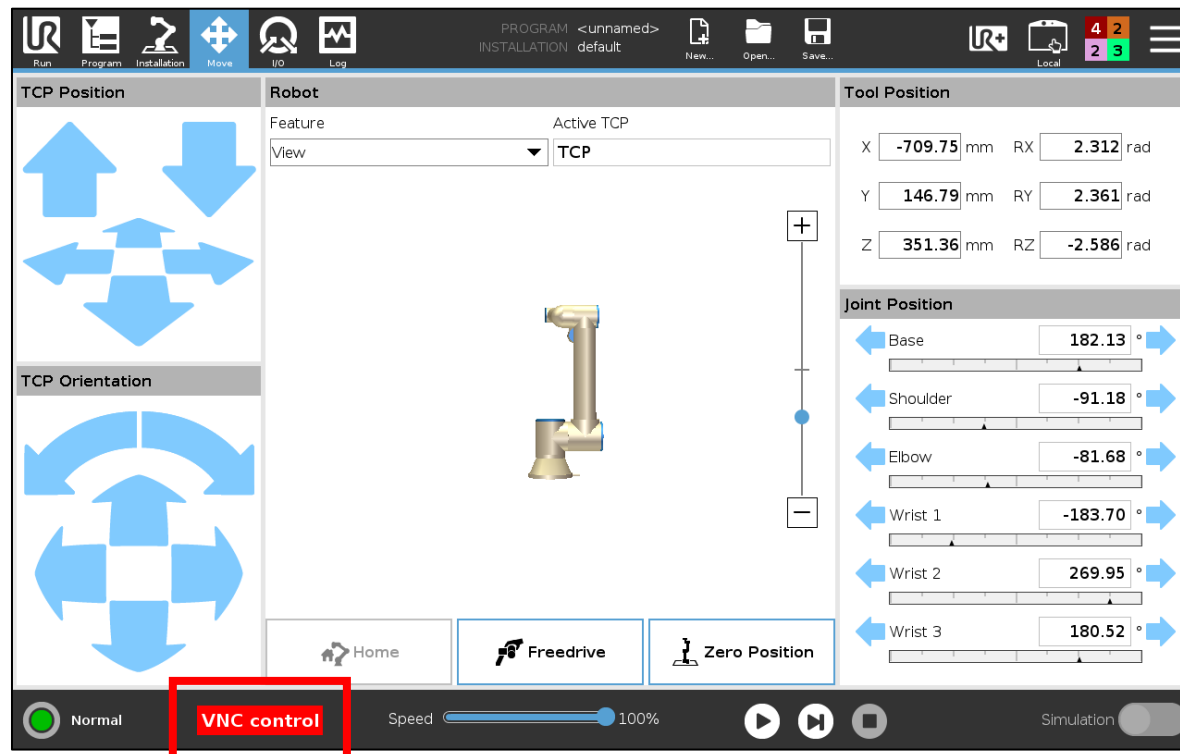 UR
Run
Program
Installation
Move
I/O
Log
PROGRAM <unnamed>
INSTALLATION default
New...
Open...
Save...
UR+
Local
4 2
2 3
TCP Position
TCP Orientation
Robot
Feature
Active TCP
View
TCP
+
−
Home
Freedrive
Zero Position
Tool Position
X -709.75 mm RX 2.312 rad
Y 146.79 mm RY 2.361 rad
Z 351.36 mm RZ -2.586 rad
Joint Position
Base 182.13 °
Shoulder -91.18 °
Elbow -81.68 °
Wrist 1 -183.70 °
Wrist 2 269.95 °
Wrist 3 180.52 °
Normal
VNC control
Speed 100%
Simulation